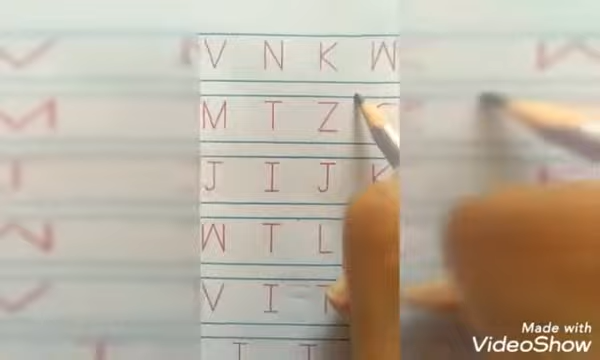 V N K W
M T Z
J I J K
W T L
V I
Made with
VideoShow